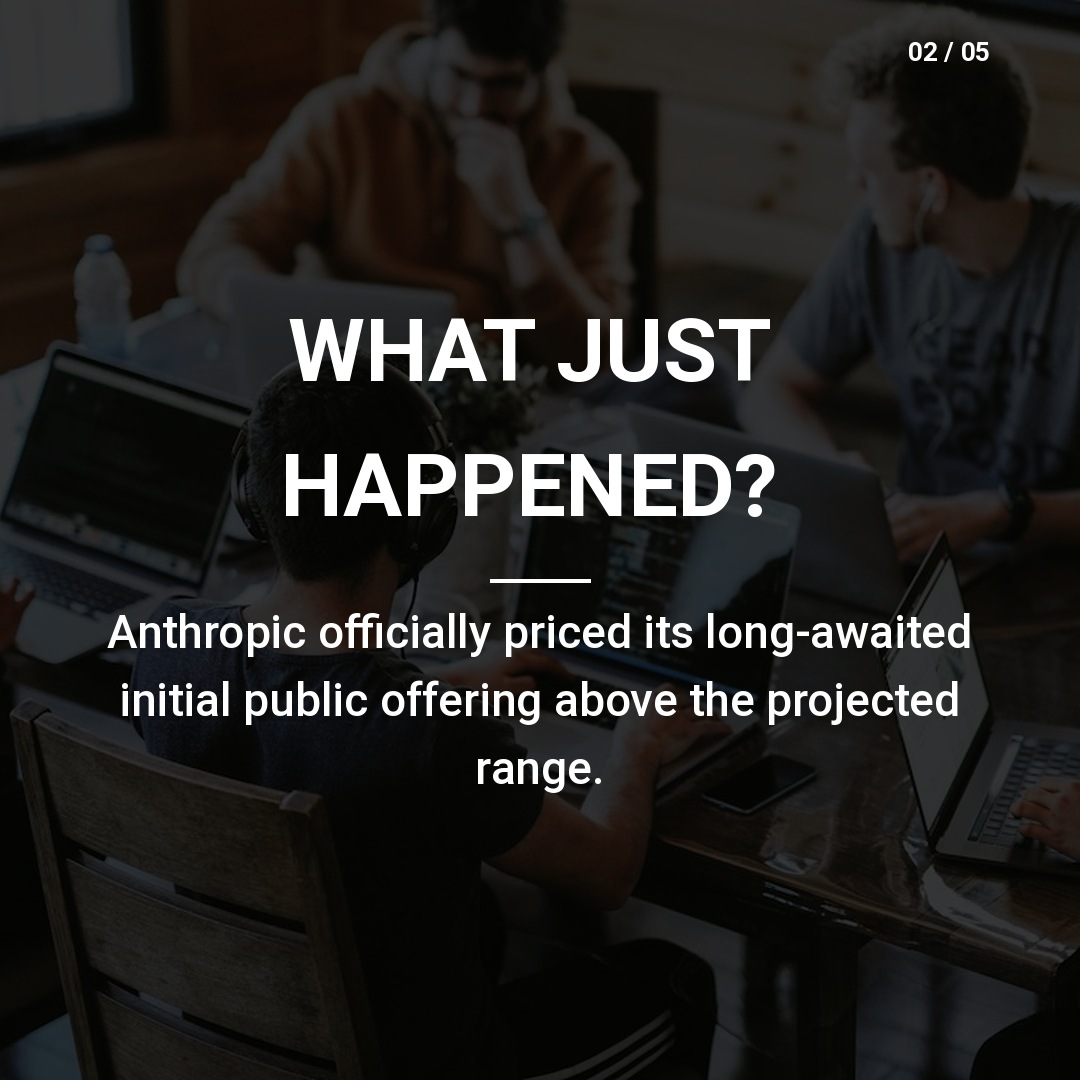 02 / 05
WHAT JUST
HAPPENED?
Anthropic officially priced its long-awaited
initial public offering above the projected
range.